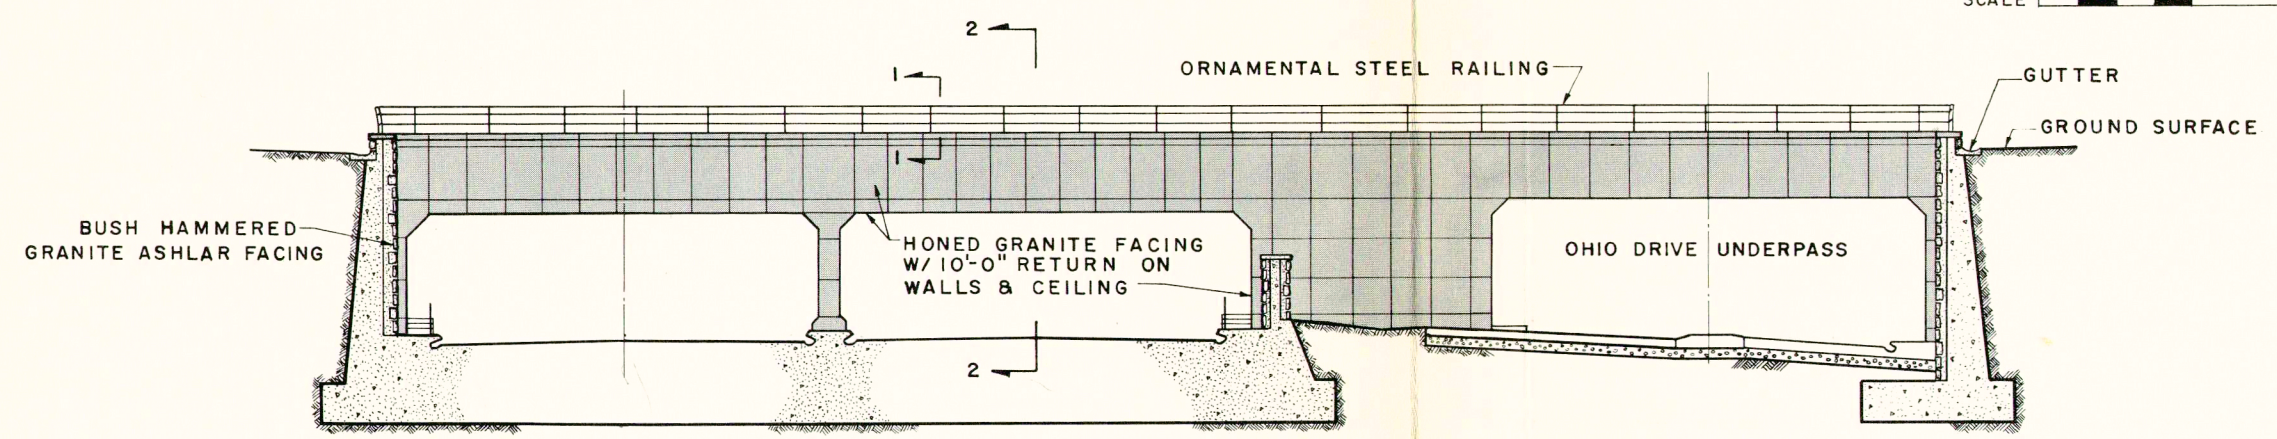 SCALE
2
1
ORNAMENTAL STEEL RAILING
GUTTER
GROUND SURFACE
1
BUSH HAMMERED
GRANITE ASHLAR FACING
HONED GRANITE FACING
W/10'-0" RETURN ON
WALLS & CEILING
OHIO DRIVE UNDERPASS
2